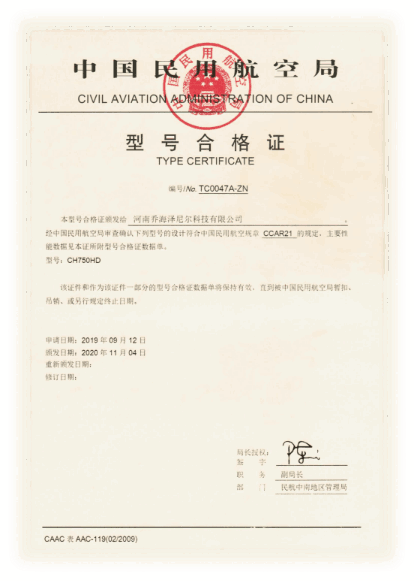 中国民用航空局
CIVIL AVIATION ADMINISTRATION OF CHINA
型号合格证
TYPE CERTIFICATE
编号/No. TC0047A-ZN
本型号合格证颁发给 河南乔海泽尼尔科技有限公司 ,
经中国民用航空局审查确认下列型号的设计符合中国民用航空规章 CCAR21 的规定。主要性
能数据见本证所附型号合格证数据单。
型号: CH750HD
该证件和作为该证件一部分的型号合格证数据单将保持有效, 直到被中国民用航空局暂扣、
吊销、或另行规定终止日期。
申请日期: 2019 年 09 月 12 日
颁发日期: 2020 年 11 月 04 日
重新颁发日期:
修订日期:
局长授权:
签 字
职 务 副局长
部 门 民航中南地区管理局
CAAC 表 AAC-119(02/2009)